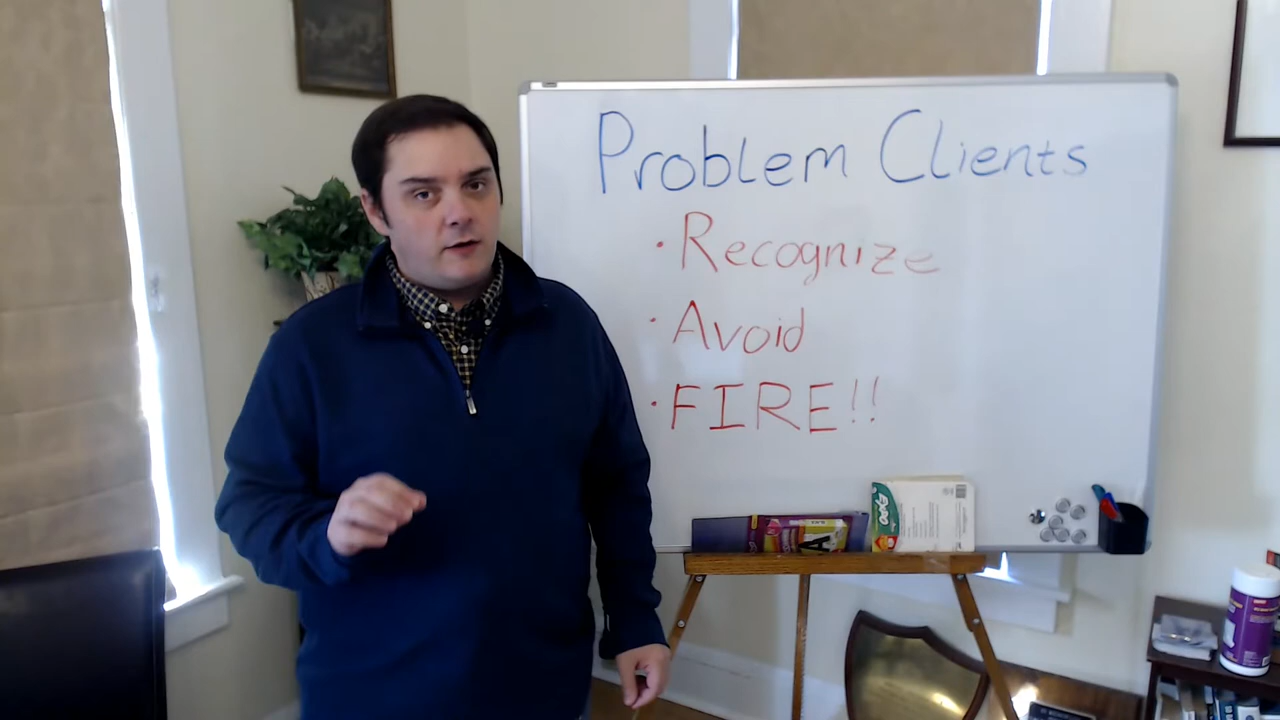 Problem Clients
• Recognize
• Avoid
• FIRE!!